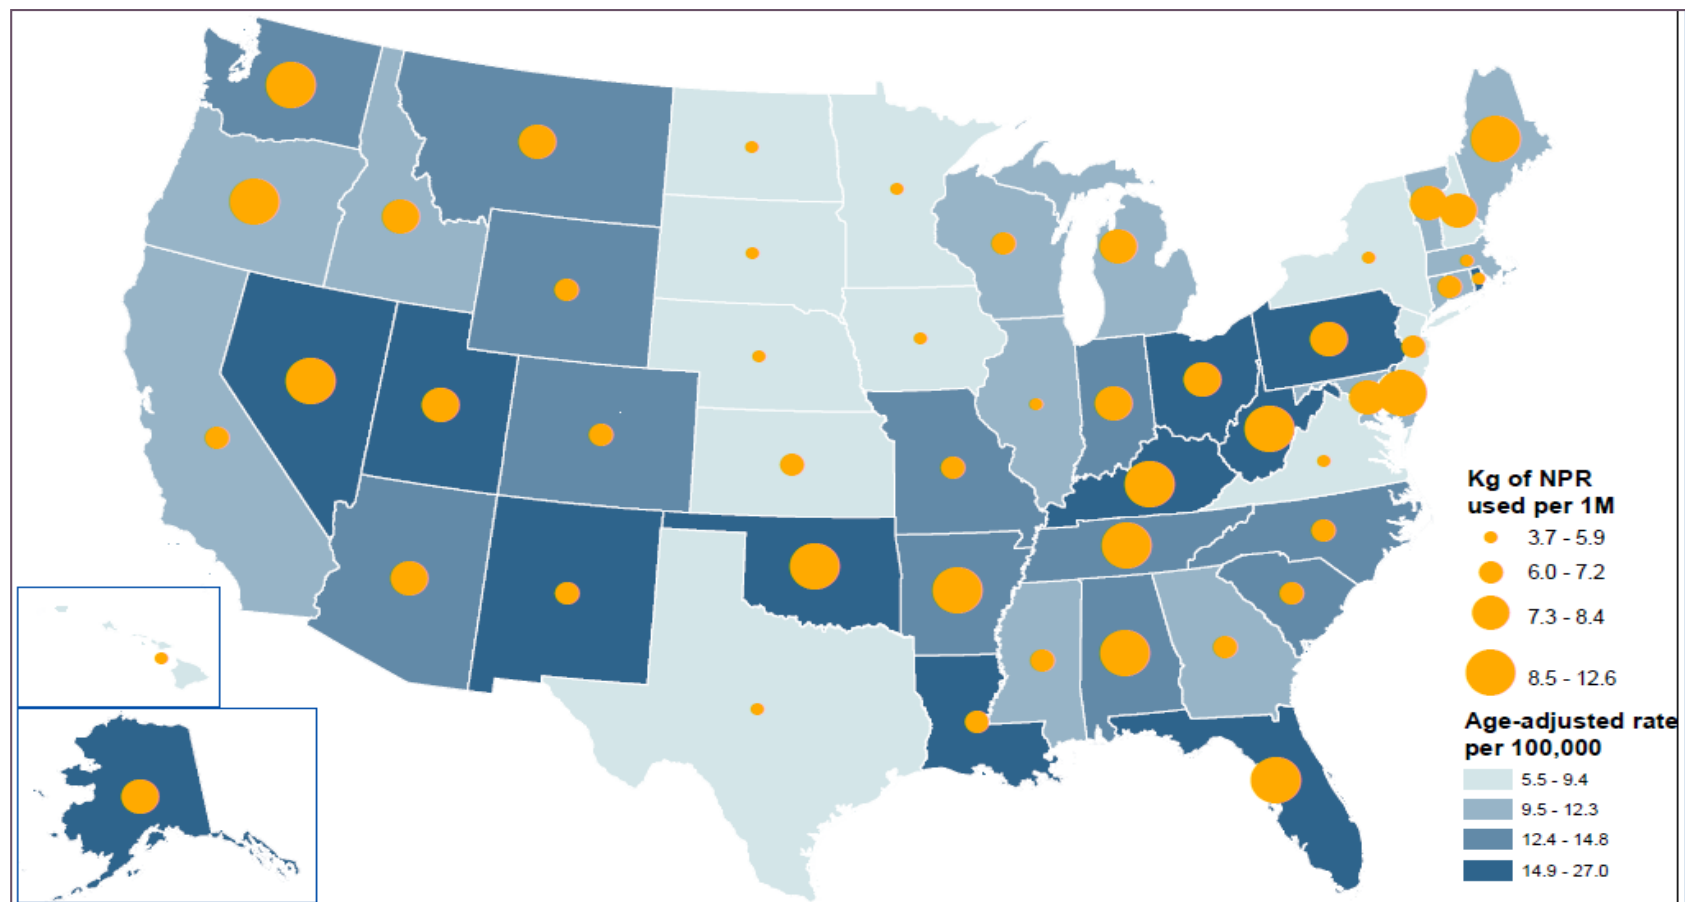 Kg of NPR
used per 1M
3.7 - 5.9
6.0 - 7.2
7.3 - 8.4
8.5 - 12.6
Age-adjusted rate
per 100,000
5.5 - 9.4
9.5 - 12.3
12.4 - 14.8
14.9 - 27.0